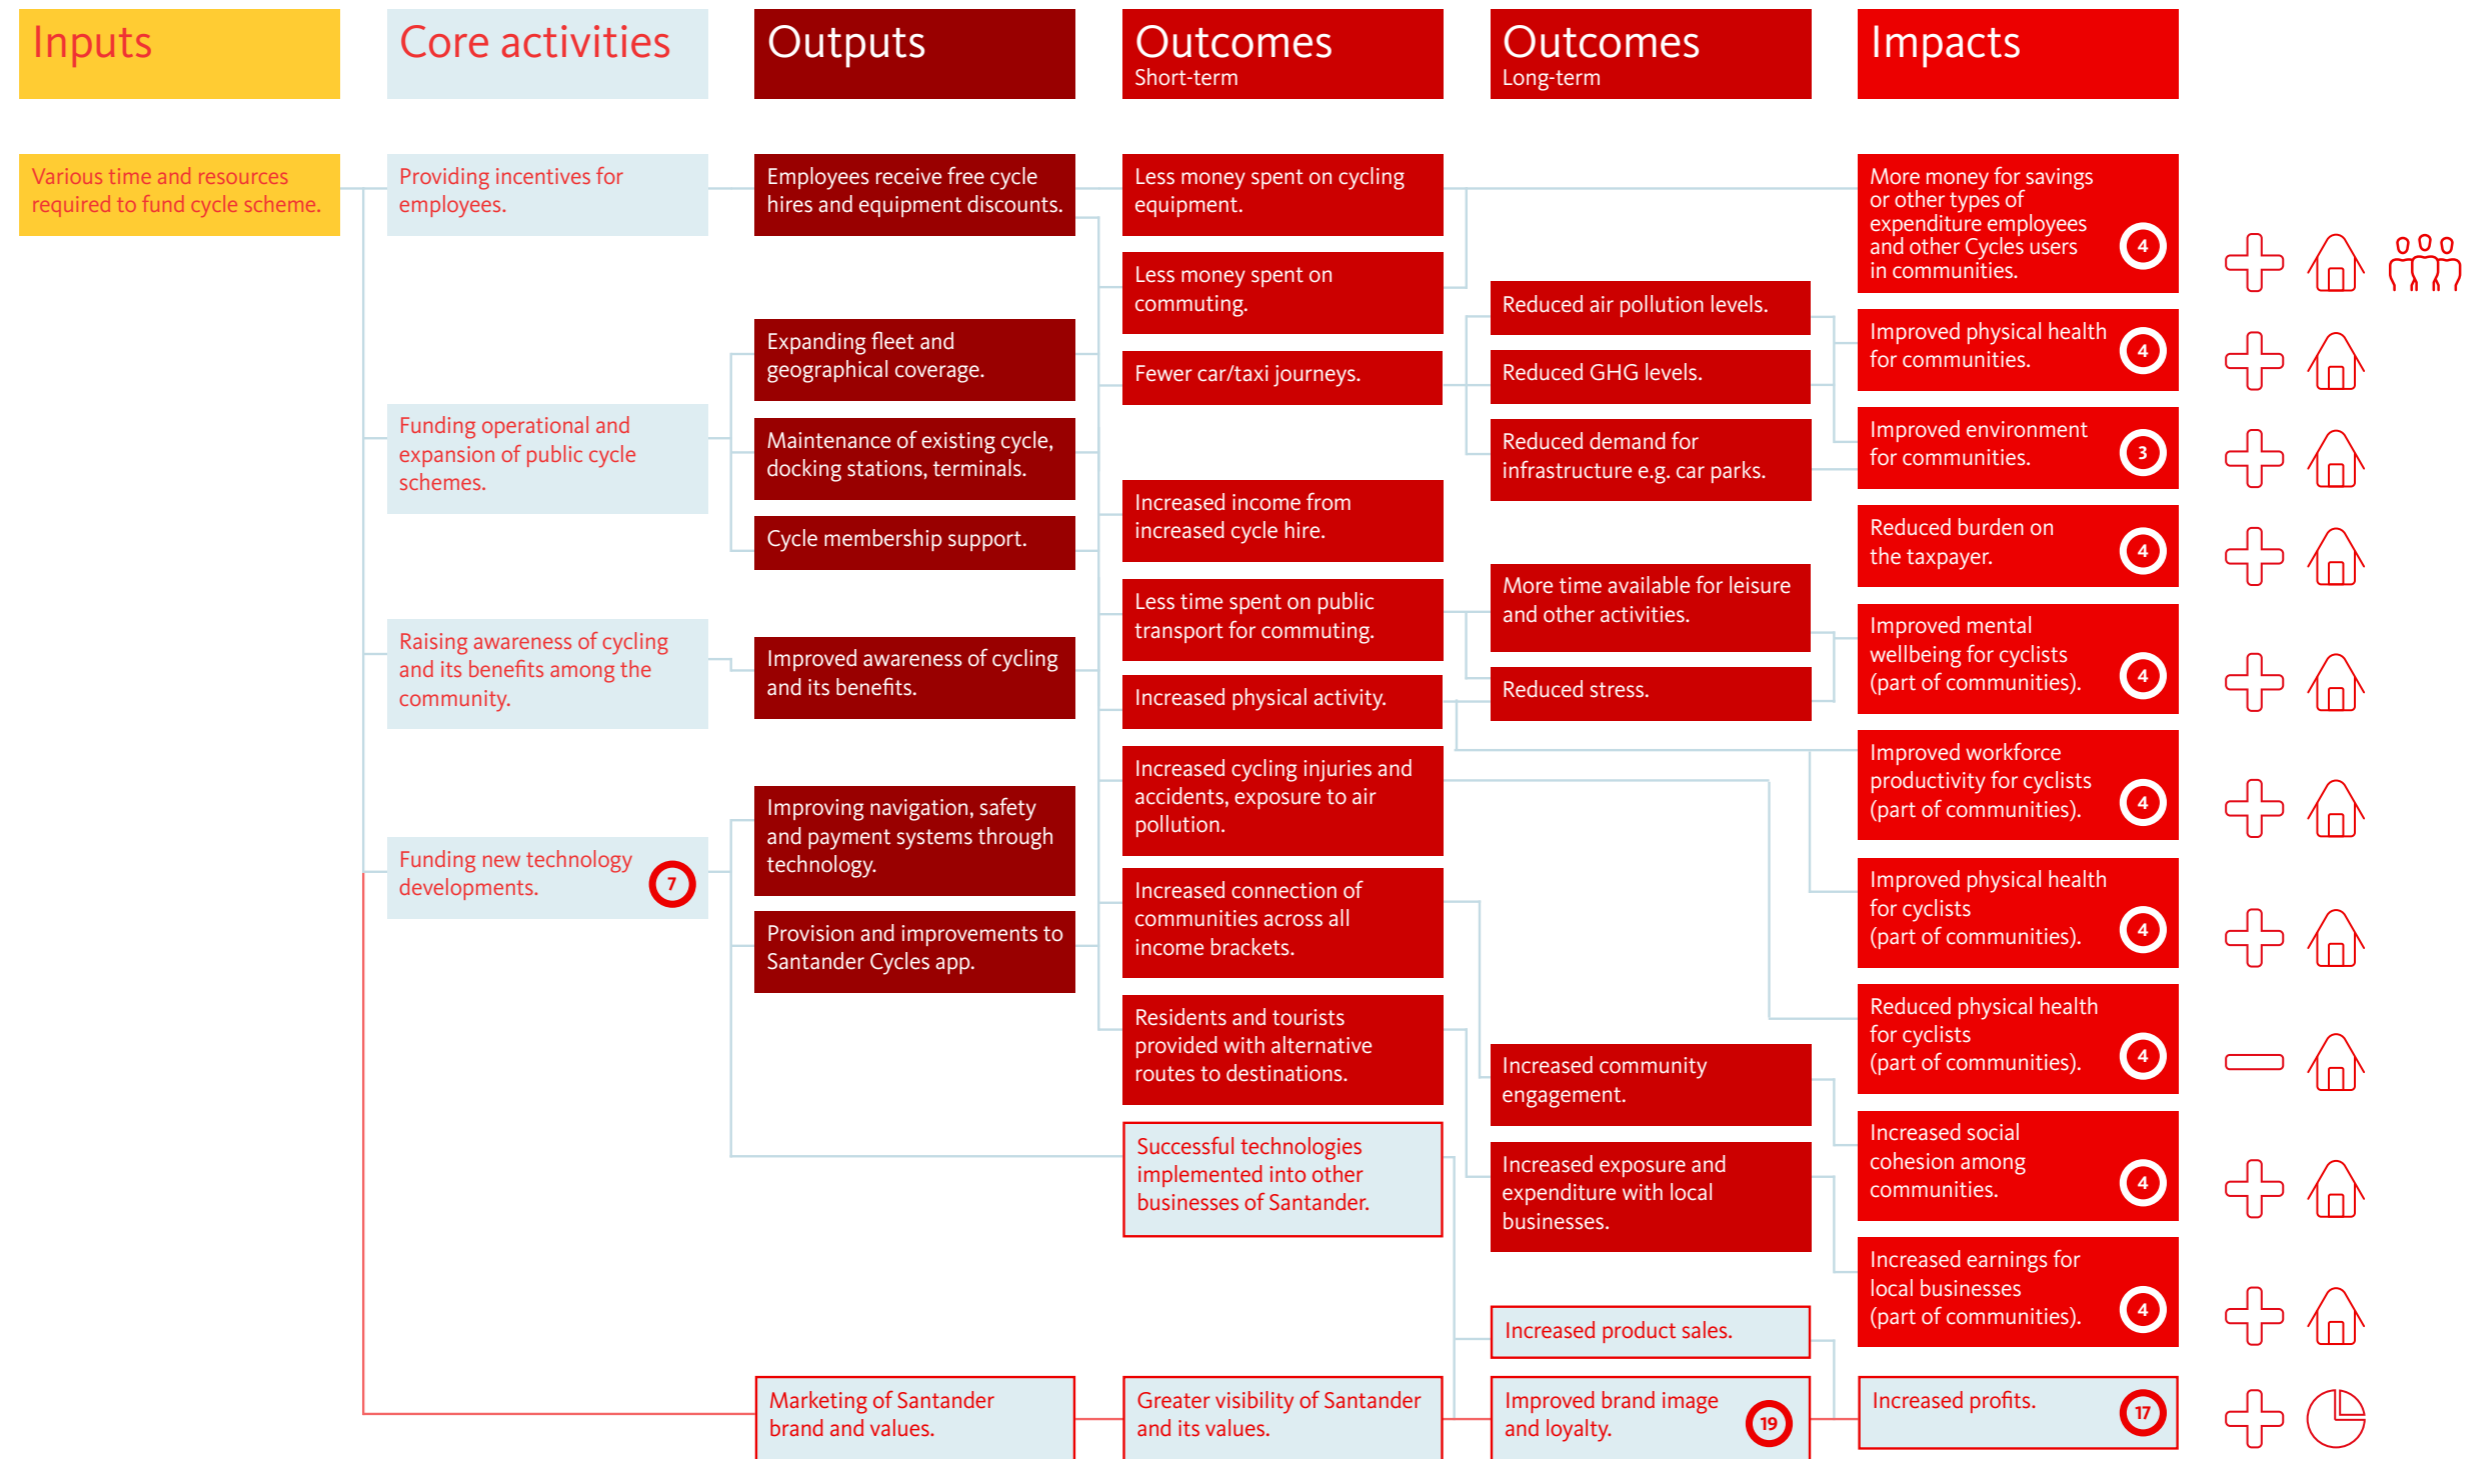 Inputs
Core activities
Outputs
Outcomes
Short-term
Outcomes
Long-term
Impacts
Various time and resources
required to fund cycle scheme.
Providing incentives for
employees.
Funding operational and
expansion of public cycle
schemes.
Raising awareness of cycling
and its benefits among the
community.
Funding new technology
developments.
7
Employees receive free cycle
hires and equipment discounts.
Expanding fleet and
geographical coverage.
Maintenance of existing cycle,
docking stations, terminals.
Cycle membership support.
Improved awareness of cycling
and its benefits.
Improving navigation, safety
and payment systems through
technology.
Provision and improvements to
Santander Cycles app.
Marketing of Santander
brand and values.
Less money spent on cycling
equipment.
Less money spent on
commuting.
Fewer car/taxi journeys.
Increased income from
increased cycle hire.
Less time spent on public
transport for commuting.
Increased physical activity.
Increased cycling injuries and
accidents, exposure to air
pollution.
Increased connection of
communities across all
income brackets.
Residents and tourists
provided with alternative
routes to destinations.
Successful technologies
implemented into other
businesses of Santander.
Greater visibility of Santander
and its values.
Reduced air pollution levels.
Reduced GHG levels.
Reduced demand for
infrastructure e.g. car parks.
More time available for leisure
and other activities.
Reduced stress.
Increased community
engagement.
Increased exposure and
expenditure with local
businesses.
Increased product sales.
Improved brand image
and loyalty.
19
More money for savings
or other types of
expenditure employees
and other Cycles users
in communities.
4
Improved physical health
for communities.
4
Improved environment
for communities.
3
Reduced burden on
the taxpayer.
4
Improved mental
wellbeing for cyclists
(part of communities).
4
Improved workforce
productivity for cyclists
(part of communities).
4
Improved physical health
for cyclists
(part of communities).
4
Reduced physical health
for cyclists
(part of communities).
4
Increased social
cohesion among
communities.
4
Increased earnings for
local businesses
(part of communities).
4
Increased profits.
17